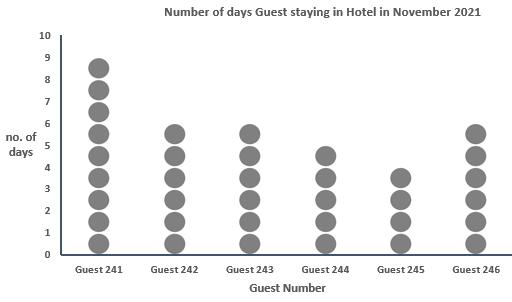 Number of days Guest staying in Hotel in November 2021
10
9
8
7
6
5
4
3
2
1
0
no. of
days
Guest 241 Guest 242 Guest 243 Guest 244 Guest 245 Guest 246
Guest Number